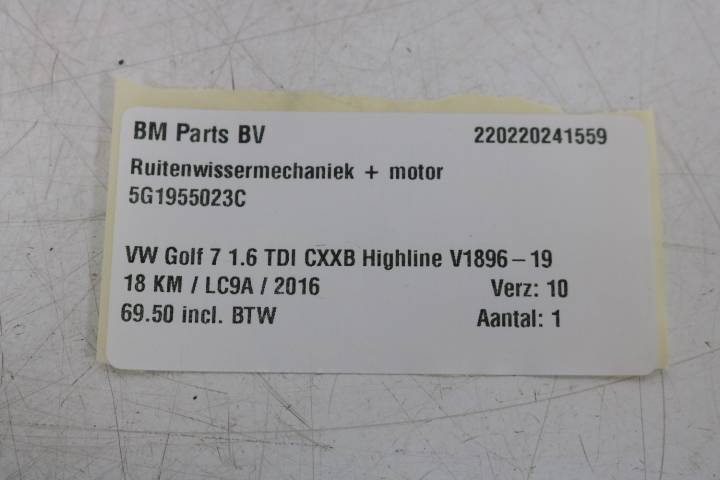 BM Parts BV 220220241559
Ruitenwissermechaniek + motor
5G1955023C
VW Golf 7 1.6 TDI CXXB Highline V1896-19
18 KM / LC9A / 2016 Verz: 10
69.50 incl. BTW Aantal: 1